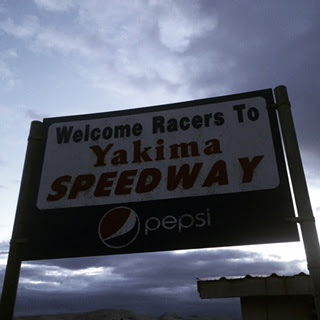 Welcome Racers To
Yakima
SPEEDWAY
pepsi